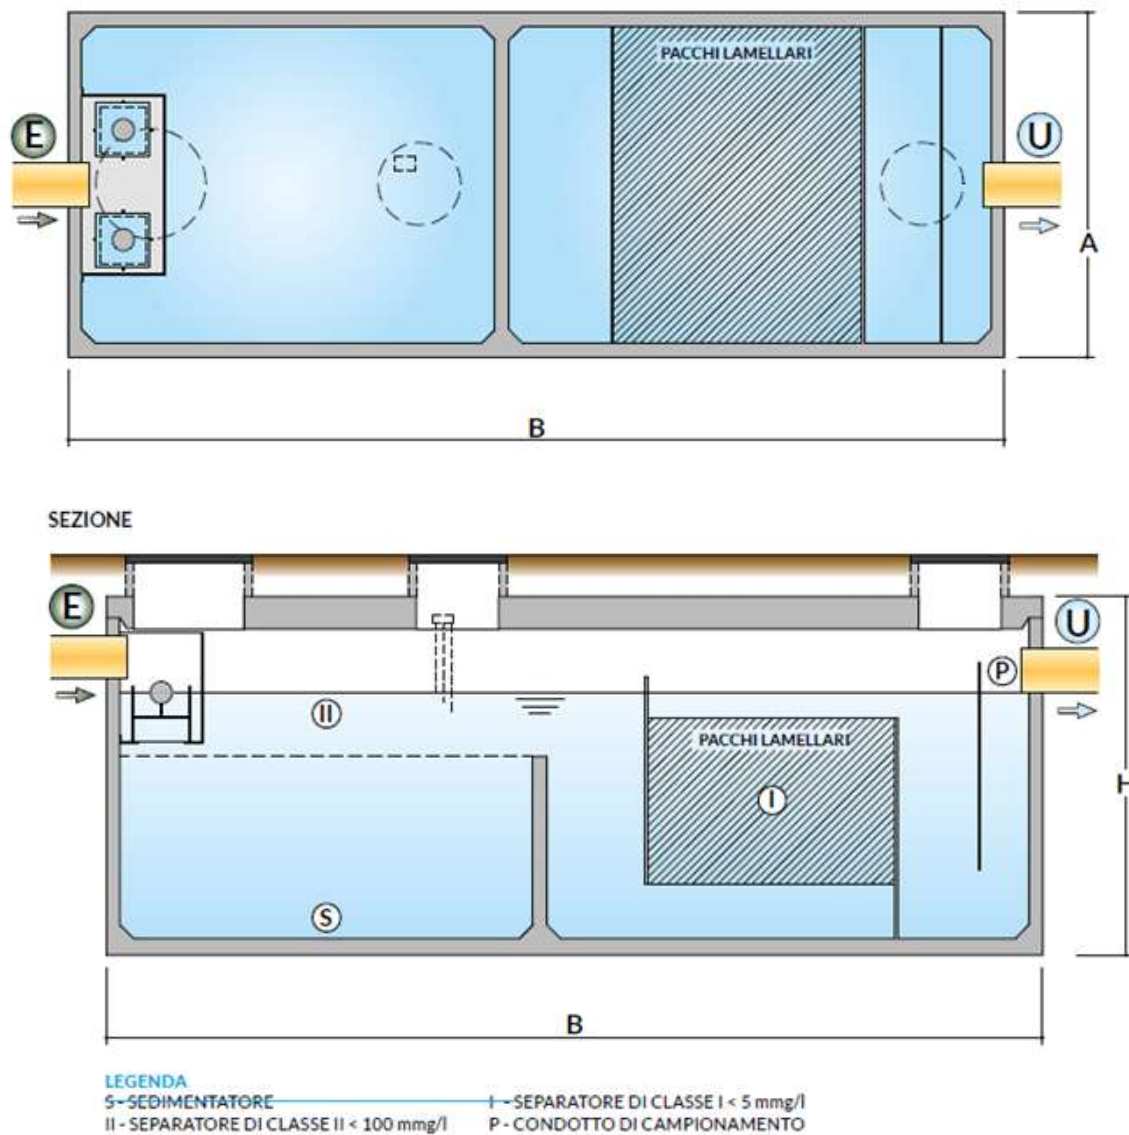 PACCHI LAMELLARI
E
U
A
B
SEZIONE
E
U
P
II
PACCHI LAMELLARI
I
H
S
B
LEGENDA
S - SEDIMENTATORE
I - SEPARATORE DI CLASSE I < 5 mmg/l
II - SEPARATORE DI CLASSE II < 100 mmg/l
P - CONDOTTO DI CAMPIONAMENTO